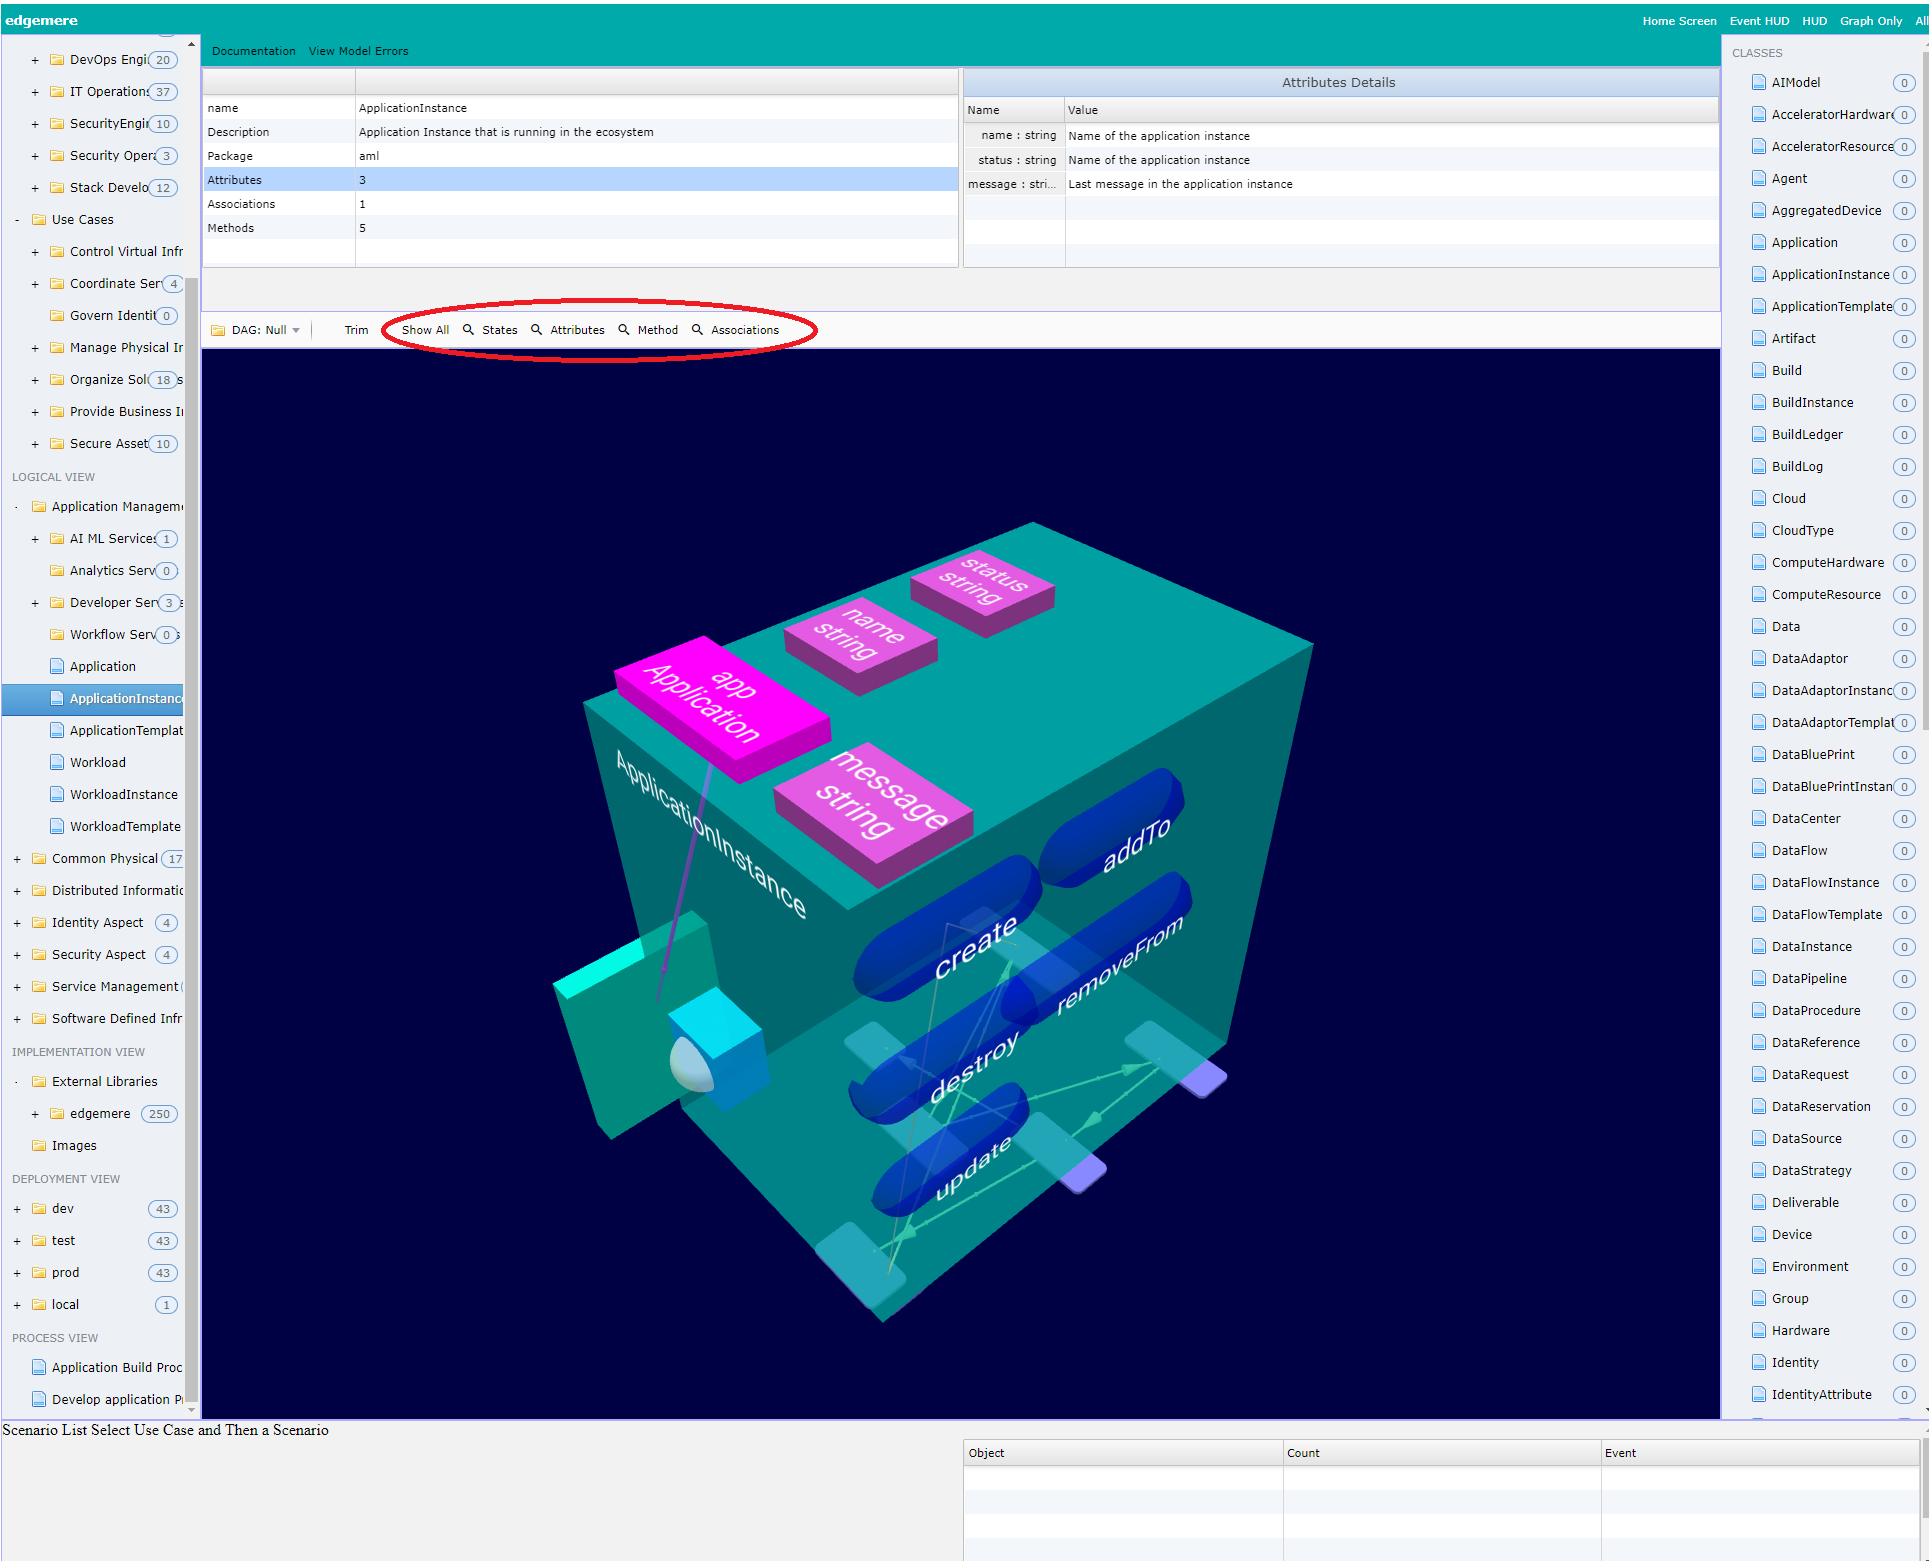 edgemere
Home Screen Event HUD HUD Graph Only All
DevOps Engi 20
IT Operations 37
SecurityEngir 10
Security Opera 3
Stack Develo 12
- Use Cases
Control Virtual Infr
Coordinate Ser 4
Govern Identit 0
Manage Physical Ir
Organize Sol 18 s
Provide Business I
Secure Asset 10
LOGICAL VIEW
Application Managem
AI ML Services 1
Analytics Serv 0
Developer Serv 3
Workflow Serv 0 s
Application
ApplicationInstance
ApplicationTemplat
Workload
WorkloadInstance
WorkloadTemplate
Common Physical 17
Distributed Informatio
Identity Aspect 4
Security Aspect 4
Service Management
Software Defined Infr
IMPLEMENTATION VIEW
External Libraries
edgemere 250
Images
DEPLOYMENT VIEW
dev 43
test 43
prod 43
local 1
PROCESS VIEW
Application Build Proc
Develop application P
Documentation View Model Errors
name ApplicationInstance
Description Application Instance that is running in the ecosystem
Package aml
Attributes 3
Associations 1
Methods 5
Attributes Details
Name Value
name : string Name of the application instance
status : string Name of the application instance
message : stri... Last message in the application instance
DAG: Null Trim Show All States Attributes Method Associations
status
string
name
string
app
Application
message
string
ApplicationInstance
addTo
create
removeFrom
destroy
update
CLASSES
AIModel 0
AcceleratorHardware 0
AcceleratorResource 0
Agent 0
AggregatedDevice 0
Application 0
ApplicationInstance 0
ApplicationTemplate 0
Artifact 0
Build 0
BuildInstance 0
BuildLedger 0
BuildLog 0
Cloud 0
CloudType 0
ComputeHardware 0
ComputeResource 0
Data 0
DataAdaptor 0
DataAdaptorInstanc 0
DataAdaptorTemplat 0
DataBluePrint 0
DataBluePrintInstan 0
DataCenter 0
DataFlow 0
DataFlowInstance 0
DataFlowTemplate 0
DataInstance 0
DataPipeline 0
DataProcedure 0
DataReference 0
DataRequest 0
DataReservation 0
DataSource 0
DataStrategy 0
Deliverable 0
Device 0
Environment 0
Group 0
Hardware 0
Identity 0
IdentityAttribute 0
Scenario List Select Use Case and Then a Scenario
Object Count Event